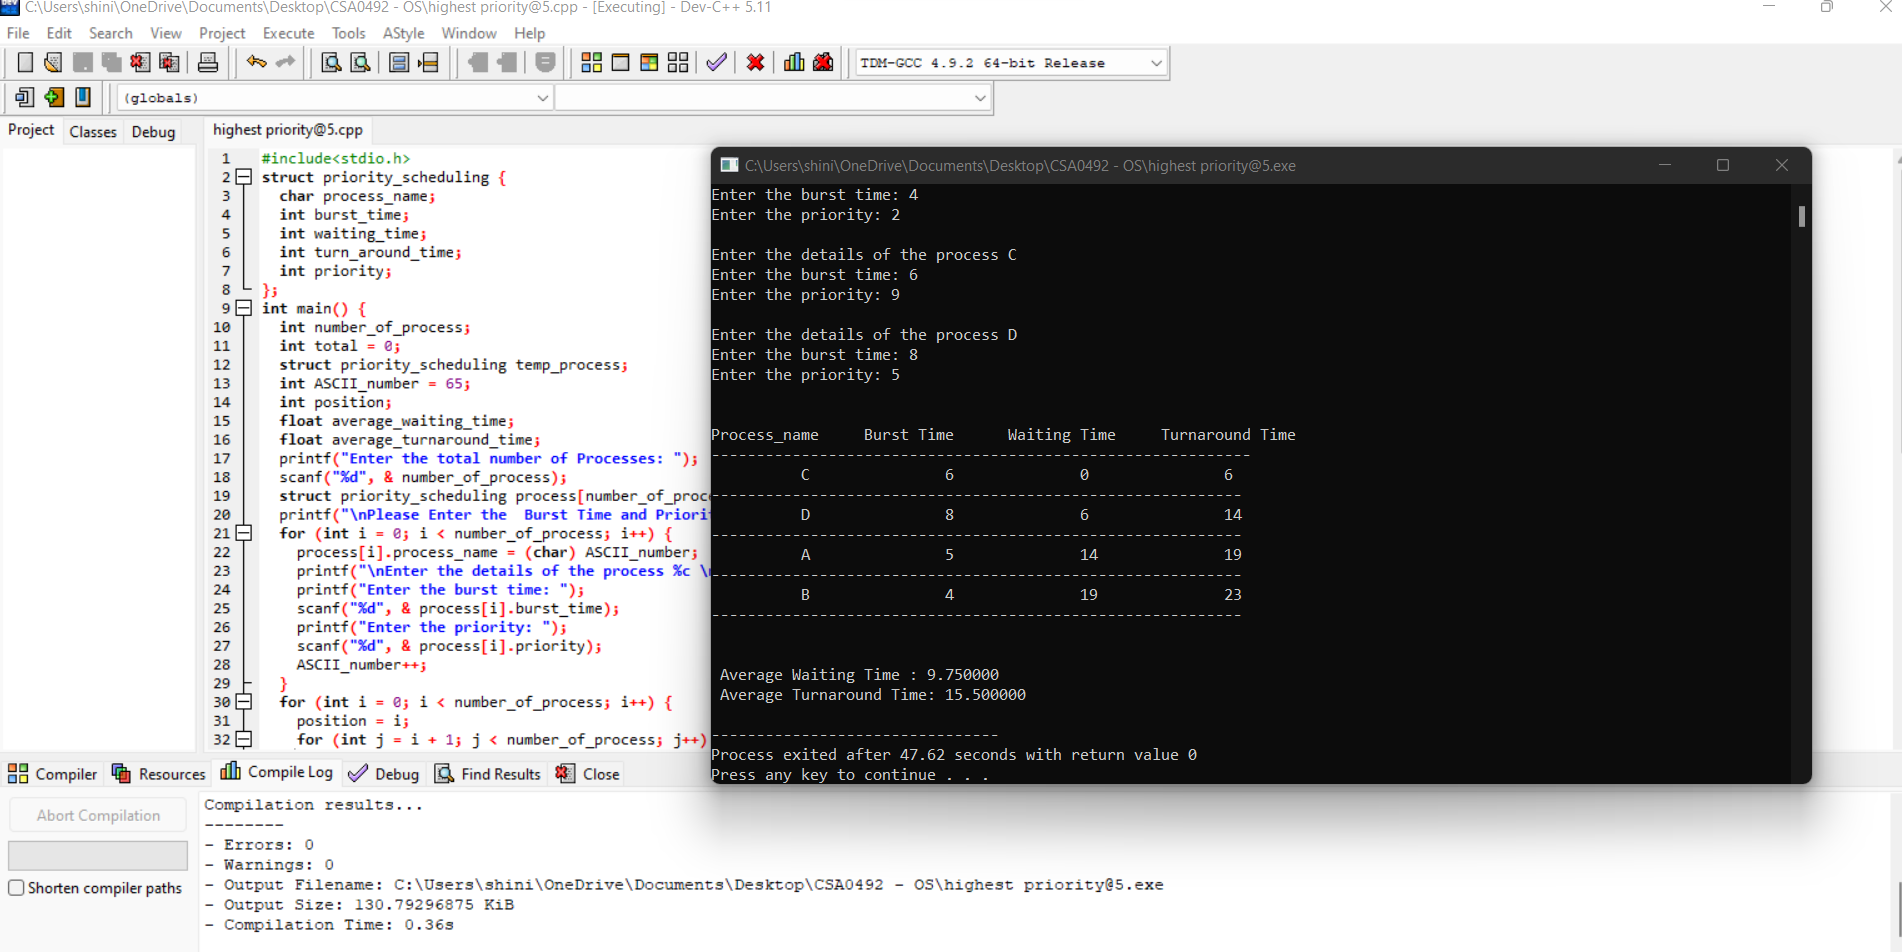 C:\Users\shini\OneDrive\Documents\Desktop\CSA0492 - OS\highest priority@5.cpp - [Executing] - Dev-C++ 5.11
File Edit Search View Project Execute Tools AStyle Window Help
TDM-GCC 4.9.2 64-bit Release
(globals)
Project Classes Debug
highest priority@5.cpp
1 #include<stdio.h>
2 struct priority_scheduling {
3 char process_name;
4 int burst_time;
5 int waiting_time;
6 int turn_around_time;
7 int priority;
8 };
9 int main() {
10 int number_of_process;
11 int total = 0;
12 struct priority_scheduling temp_process;
13 int ASCII_number = 65;
14 int position;
15 float average_waiting_time;
16 float average_turnaround_time;
17 printf("Enter the total number of Processes: ");
18 scanf("%d", & number_of_process);
19 struct priority_scheduling process[number_of_proc
20 printf("\nPlease Enter the  Burst Time and Priori
21 for (int i = 0; i < number_of_process; i++) {
22 process[i].process_name = (char) ASCII_number;
23 printf("\nEnter the details of the process %c \
24 printf("Enter the burst time: ");
25 scanf("%d", & process[i].burst_time);
26 printf("Enter the priority: ");
27 scanf("%d", & process[i].priority);
28 ASCII_number++;
29 }
30 for (int i = 0; i < number_of_process; i++) {
31 position = i;
32 for (int j = i + 1; j < number_of_process; j++)
C:\Users\shini\OneDrive\Documents\Desktop\CSA0492 - OS\highest priority@5.exe
Enter the burst time: 4
Enter the priority: 2
Enter the details of the process C
Enter the burst time: 6
Enter the priority: 9
Enter the details of the process D
Enter the burst time: 8
Enter the priority: 5
Process_name Burst Time Waiting Time Turnaround Time
------------------------------------------------------------
C 6 0 6
-----------------------------------------------------------
D 8 6 14
-----------------------------------------------------------
A 5 14 19
-----------------------------------------------------------
B 4 19 23
-----------------------------------------------------------
Average Waiting Time : 9.750000
Average Turnaround Time: 15.500000
--------------------------------
Process exited after 47.62 seconds with return value 0
Press any key to continue . . .
Compiler Resources Compile Log Debug Find Results Close
Abort Compilation
Shorten compiler paths
Compilation results...
--------
- Errors: 0
- Warnings: 0
- Output Filename: C:\Users\shini\OneDrive\Documents\Desktop\CSA0492 - OS\highest priority@5.exe
- Output Size: 130.79296875 KiB
- Compilation Time: 0.36s